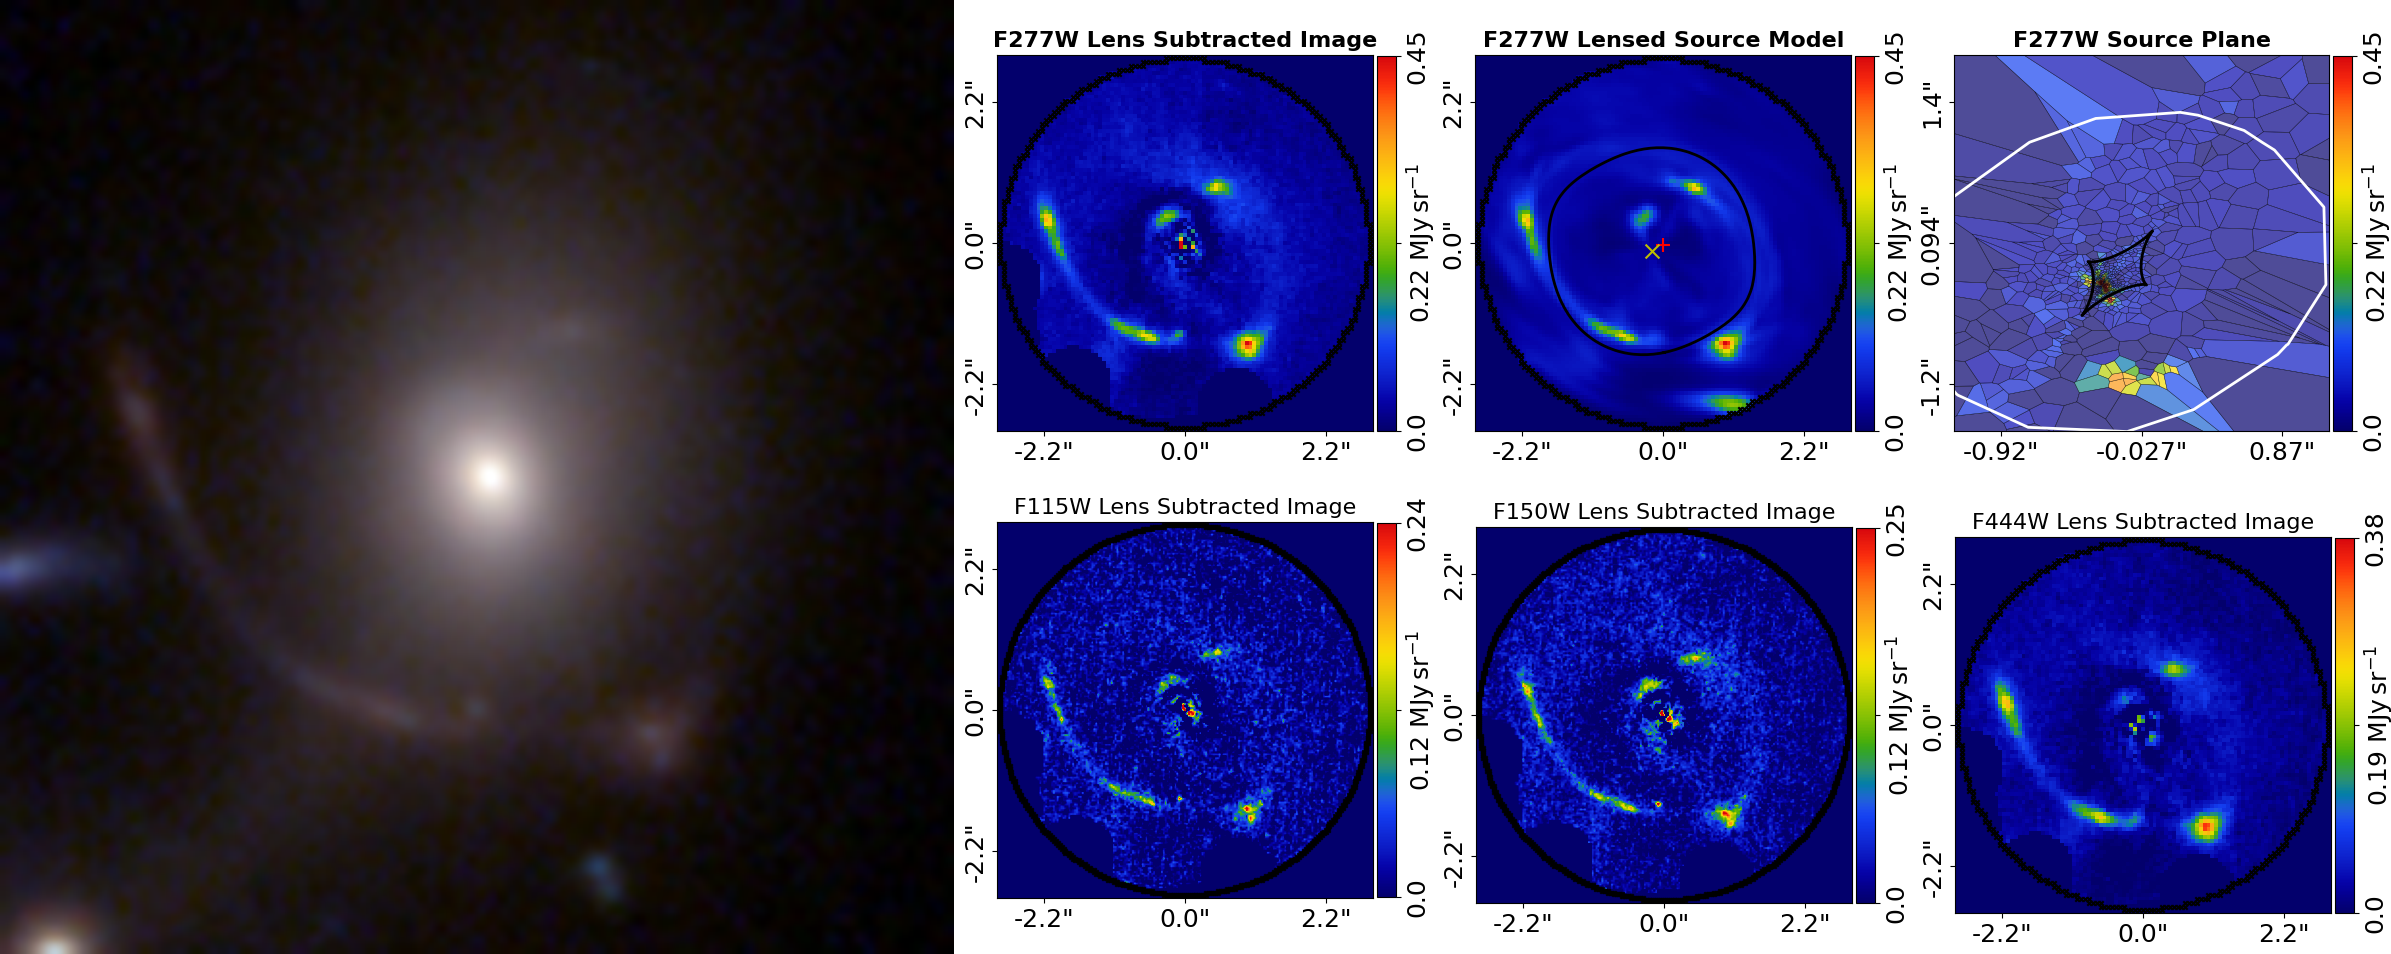 F277W Lens Subtracted Image
2.2"
0.0"
-2.2"
-2.2" 0.0" 2.2"
0.45
0.22 MJy sr−1
0.0
F277W Lensed Source Model
2.2"
0.0"
-2.2"
-2.2" 0.0" 2.2"
0.45
0.22 MJy sr−1
0.0
F277W Source Plane
1.4"
0.094"
-1.2"
-0.92" -0.027" 0.87"
0.45
0.22 MJy sr−1
0.0
F115W Lens Subtracted Image
2.2"
0.0"
-2.2"
-2.2" 0.0" 2.2"
0.24
0.12 MJy sr−1
0.0
F150W Lens Subtracted Image
2.2"
0.0"
-2.2"
-2.2" 0.0" 2.2"
0.25
0.12 MJy sr−1
0.0
F444W Lens Subtracted Image
2.2"
0.0"
-2.2"
-2.2" 0.0" 2.2"
0.38
0.19 MJy sr−1
0.0